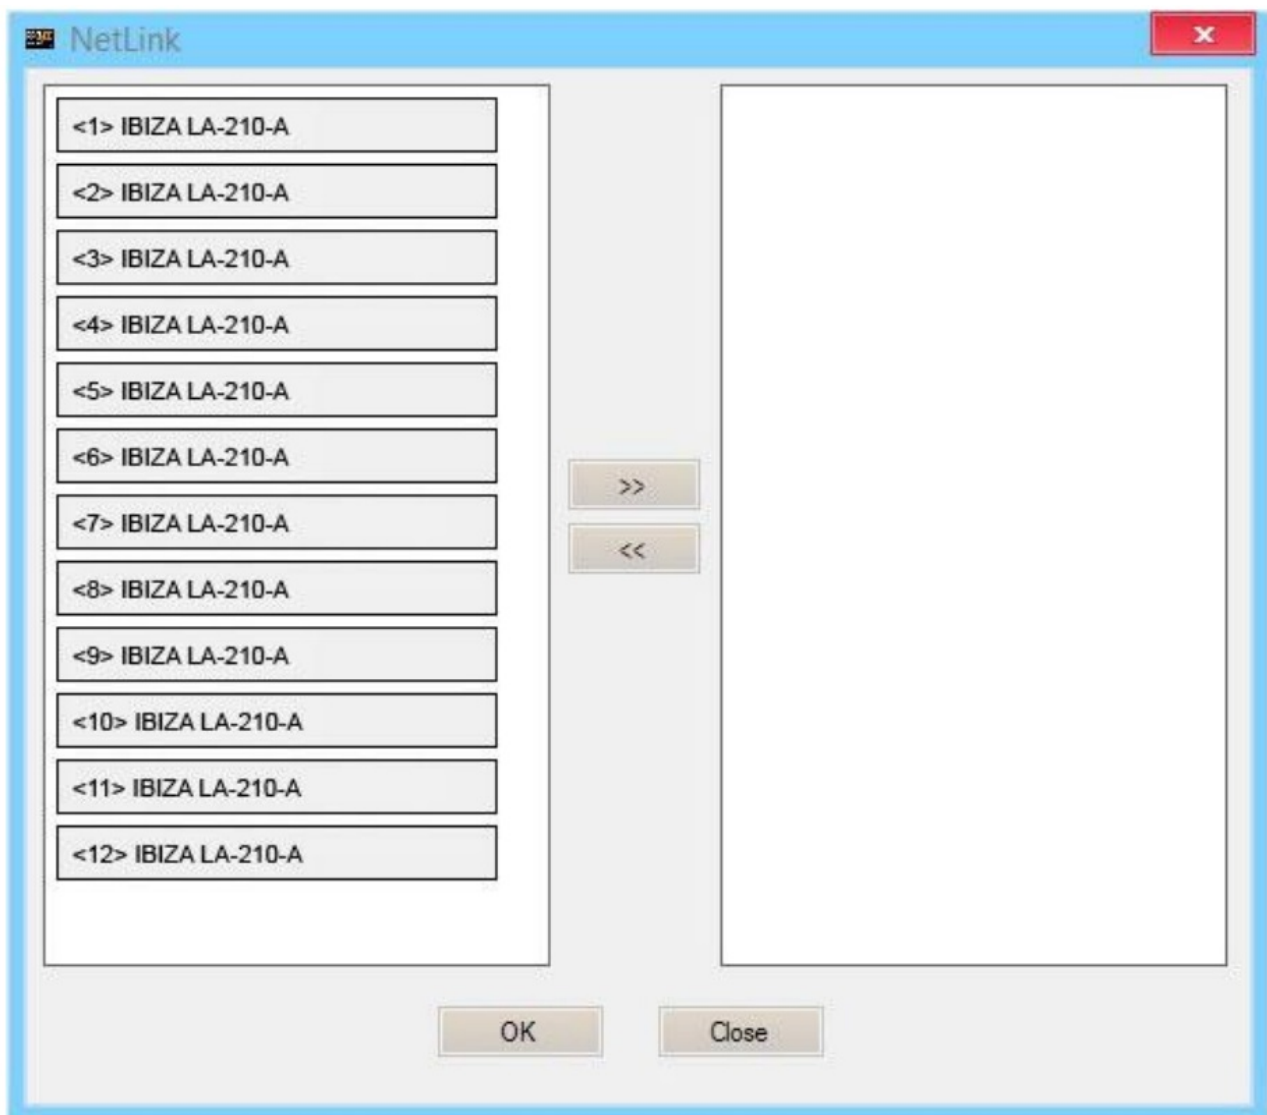 NetLink
x
<1> IBIZA LA-210-A
<2> IBIZA LA-210-A
<3> IBIZA LA-210-A
<4> IBIZA LA-210-A
<5> IBIZA LA-210-A
<6> IBIZA LA-210-A
<7> IBIZA LA-210-A
<8> IBIZA LA-210-A
<9> IBIZA LA-210-A
<10> IBIZA LA-210-A
<11> IBIZA LA-210-A
<12> IBIZA LA-210-A
>>
<<
OK
Close